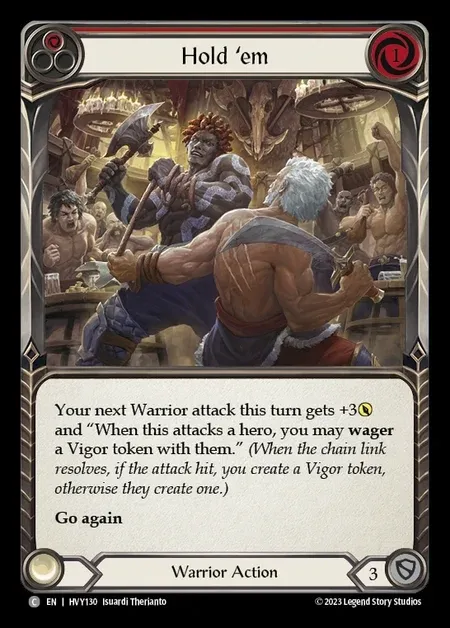 Hold ‘em
1
Your next Warrior attack this turn gets +3
and “When this attacks a hero, you may wager
a Vigor token with them.” (When the chain link
resolves, if the attack hit, you create a Vigor token,
otherwise they create one.)
Go again
Warrior Action
3
C EN | HVY130 Isuardi Therianto
© 2023 Legend Story Studios